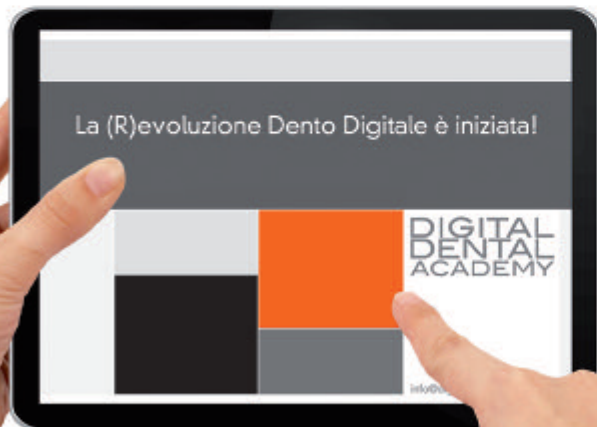 La (R)evoluzione Dento Digitale è iniziata!
DIGITAL
DENTAL
ACADEMY